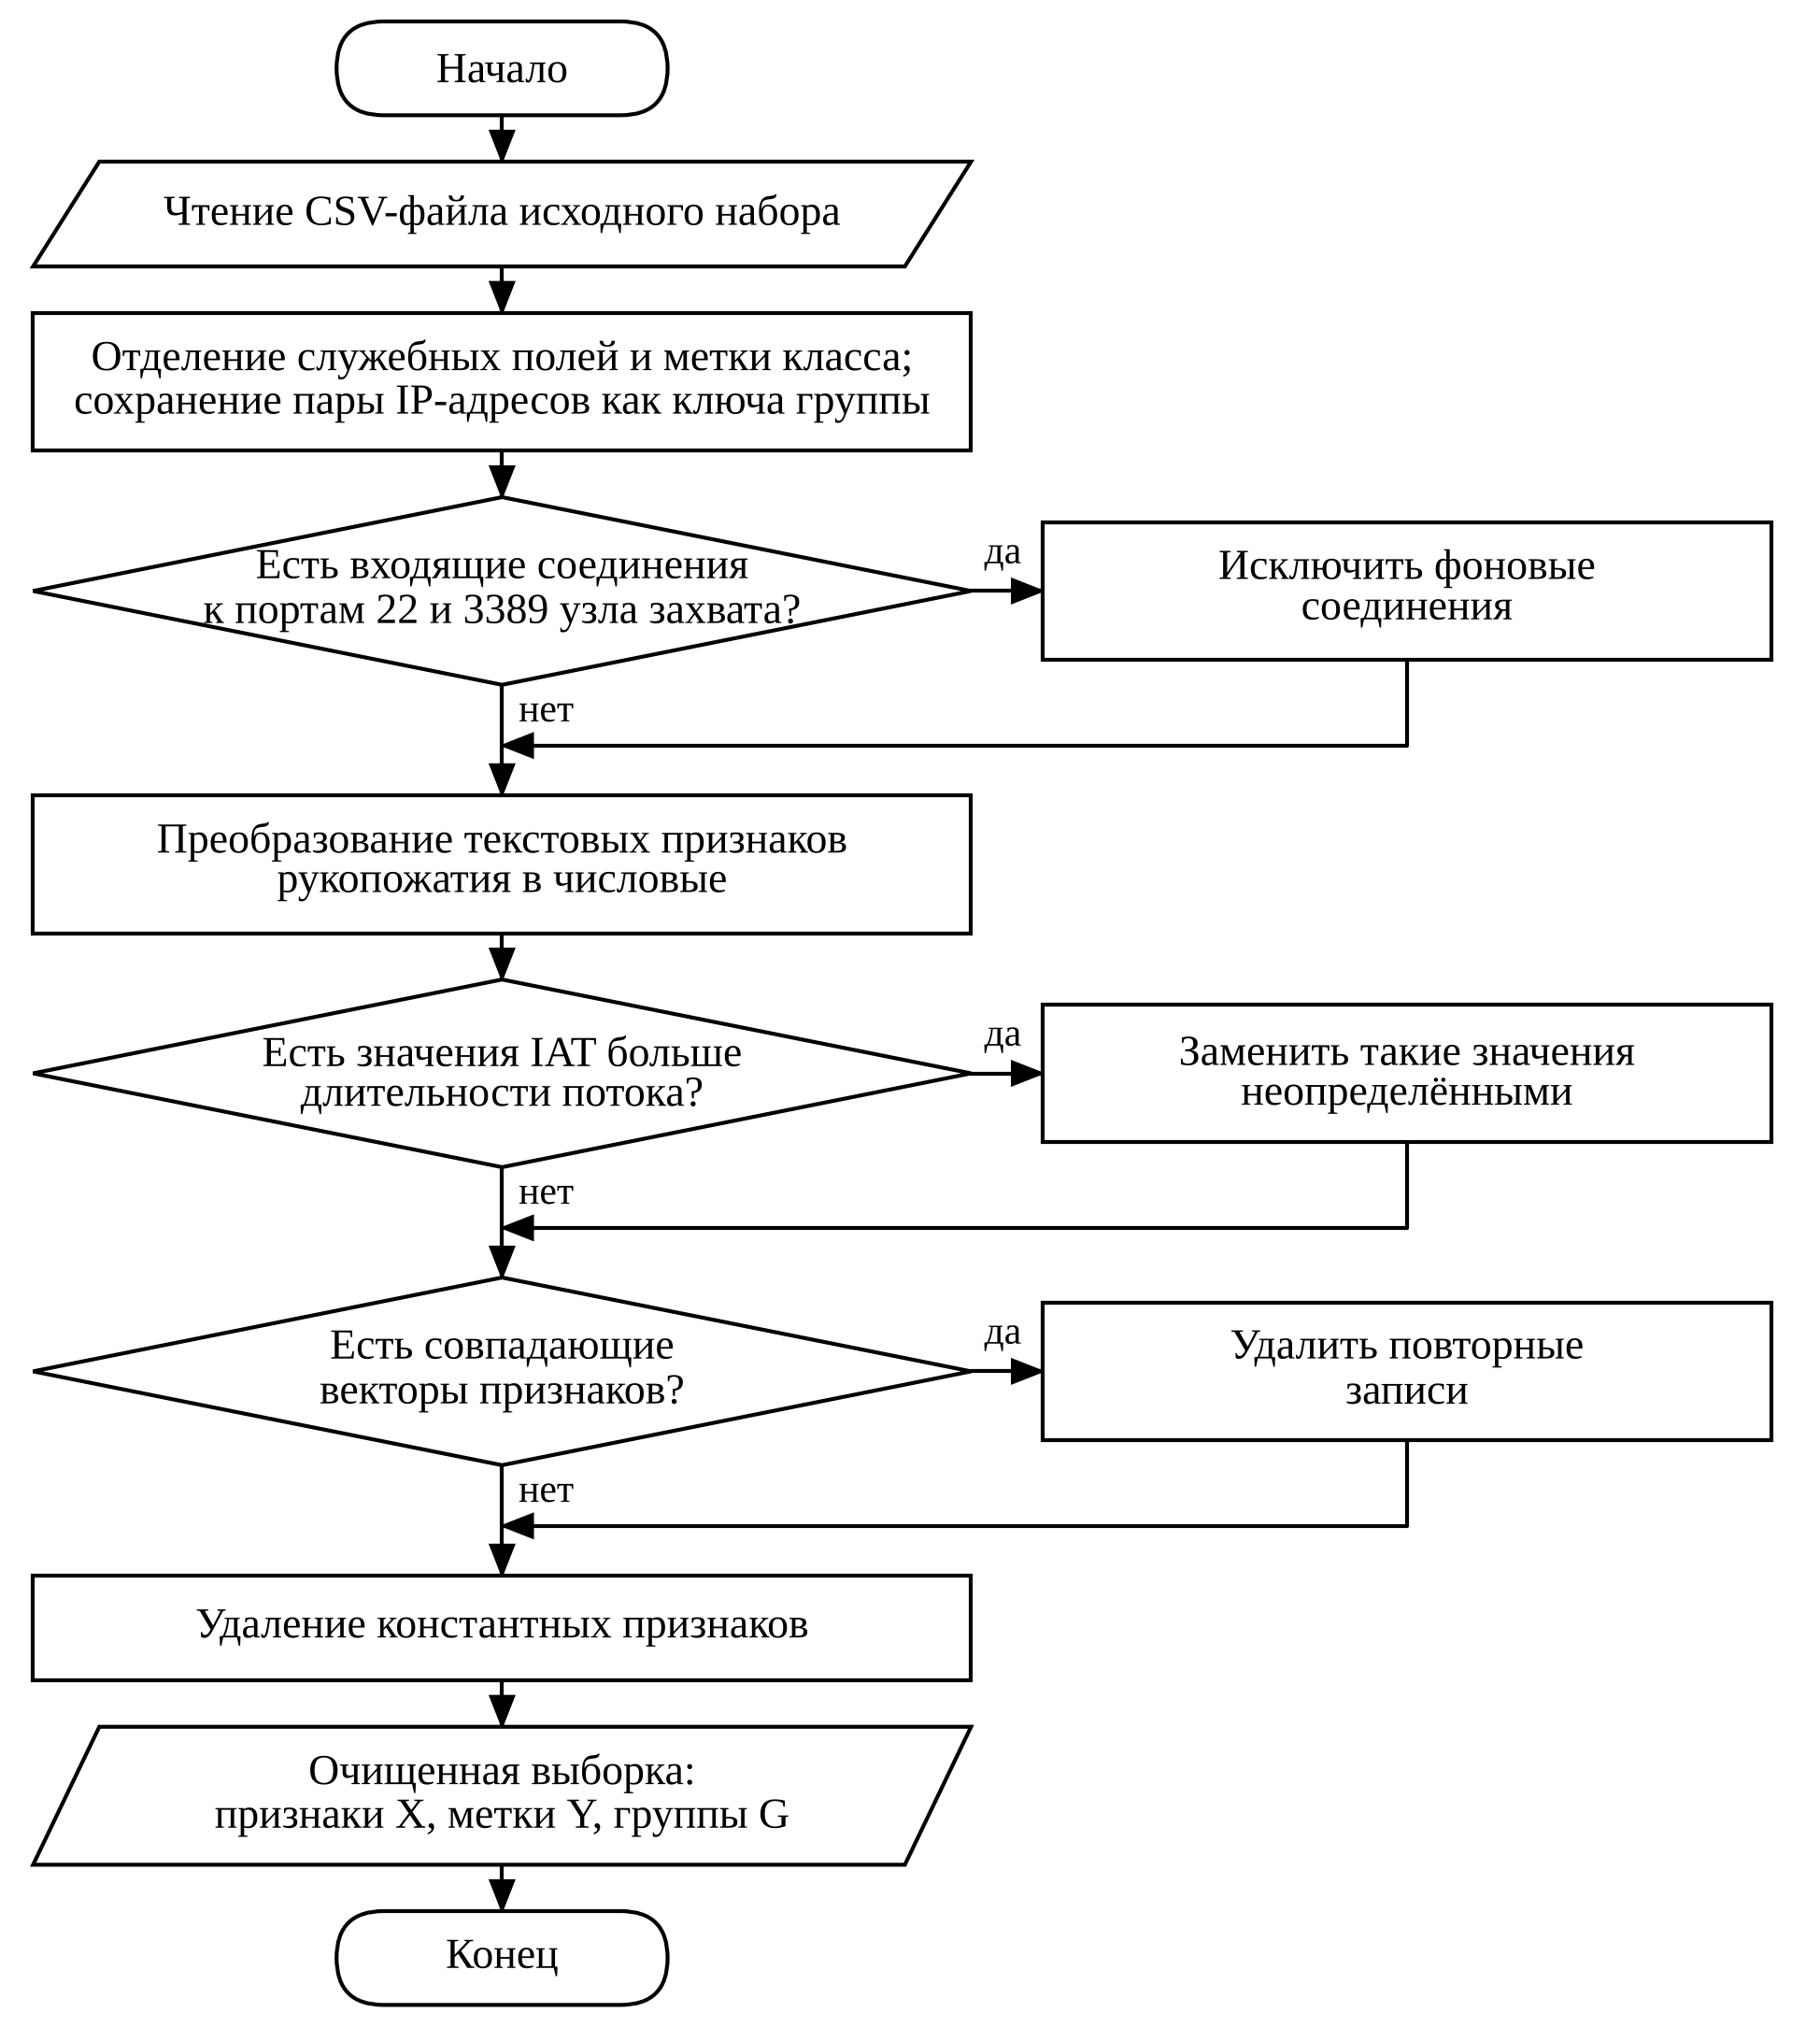 Начало
Чтение CSV-файла исходного набора
Отделение служебных полей и метки класса;
сохранение пары IP-адресов как ключа группы
Есть входящие соединения
к портам 22 и 3389 узла захвата?
да
Исключить фоновые
соединения
нет
Преобразование текстовых признаков
рукопожатия в числовые
Есть значения IAT больше
длительности потока?
да
Заменить такие значения
неопределёнными
нет
Есть совпадающие
векторы признаков?
да
Удалить повторные
записи
нет
Удаление константных признаков
Очищенная выборка:
признаки X, метки Y, группы G
Конец